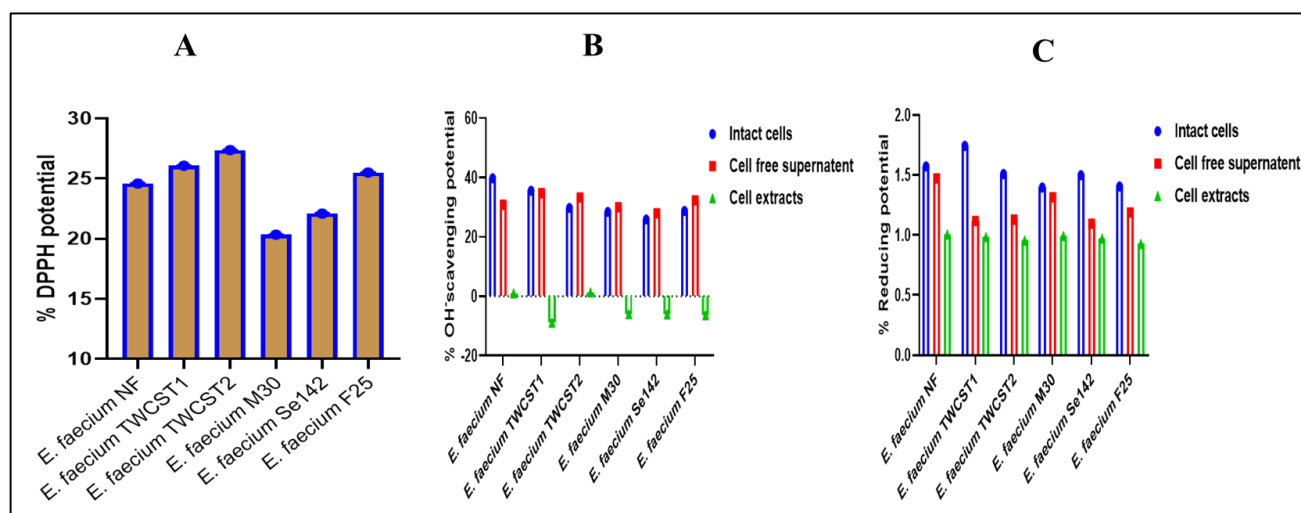 A
B
C
% DPPH potential
30
25
20
15
10
E. faecium NF
E. faecium TWCST1
E. faecium TWCST2
E. faecium M30
E. faecium Se142
E. faecium F25
% OH-scavenging potential
60
40
20
0
-20
E. faecium NF
E. faecium TWCST1
E. faecium TWCST2
E. faecium M30
E. faecium Se142
E. faecium F25
Intact cells
Cell free supernatent
Cell extracts
% Reducing potential
2.0
1.5
1.0
0.5
0.0
E. faecium NF
E. faecium TWCST1
E. faecium TWCST2
E. faecium M30
E. faecium Se142
E. faecium F25
Intact cells
Cell free supernatent
Cell extracts